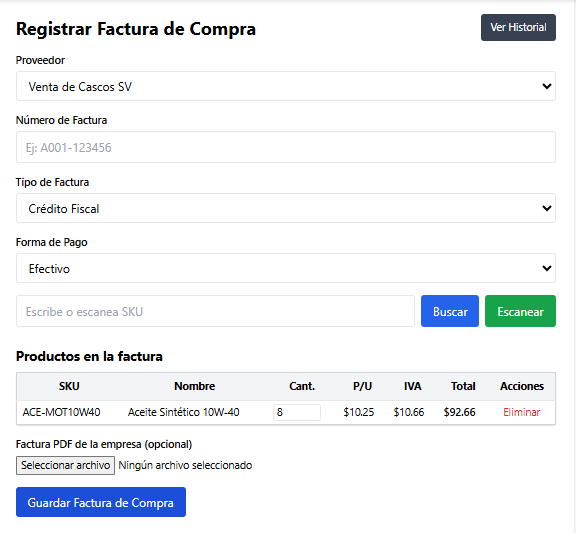 Registrar Factura de Compra
Ver Historial
Proveedor
Venta de Cascos SV
Número de Factura
Ej: A001-123456
Tipo de Factura
Crédito Fiscal
Forma de Pago
Efectivo
Escribe o escanea SKU
Buscar
Escanear
Productos en la factura
SKU Nombre Cant. P/U IVA Total Acciones
ACE-MOT10W40 Aceite Sintético 10W-40 8 $10.25 $10.66 $92.66 Eliminar
Factura PDF de la empresa (opcional)
Seleccionar archivo Ningún archivo seleccionado
Guardar Factura de Compra